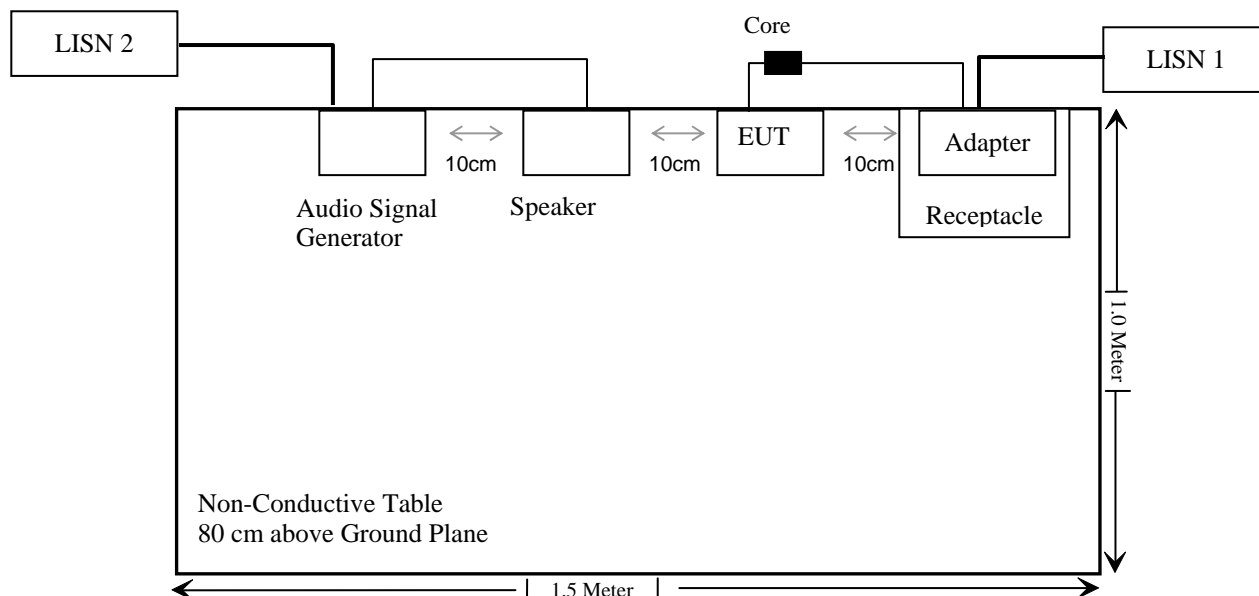 Core
LISN 2
LISN 1
EUT
Adapter
10cm
10cm
10cm
Audio Signal
Generator
Speaker
Receptacle
1.0 Meter
Non-Conductive Table
80 cm above Ground Plane
1.5 Meter